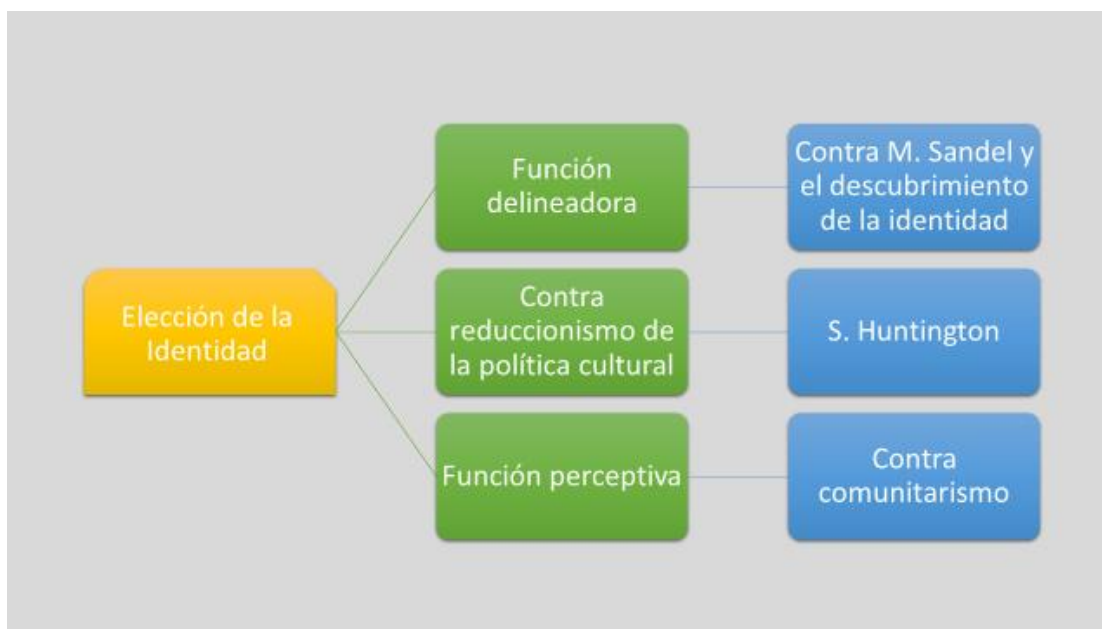 Elección de la
Identidad
Función
delineadora
Contra M. Sandel y
el descubrimiento
de la identidad
Contra
reduccionismo de
la política cultural
S. Huntington
Función perceptiva
Contra
comunitarismo